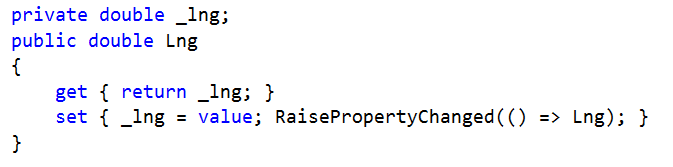 private double _lng;
public double Lng
{
    get { return _lng; }
    set { _lng = value; RaisePropertyChanged(() => Lng); }
}